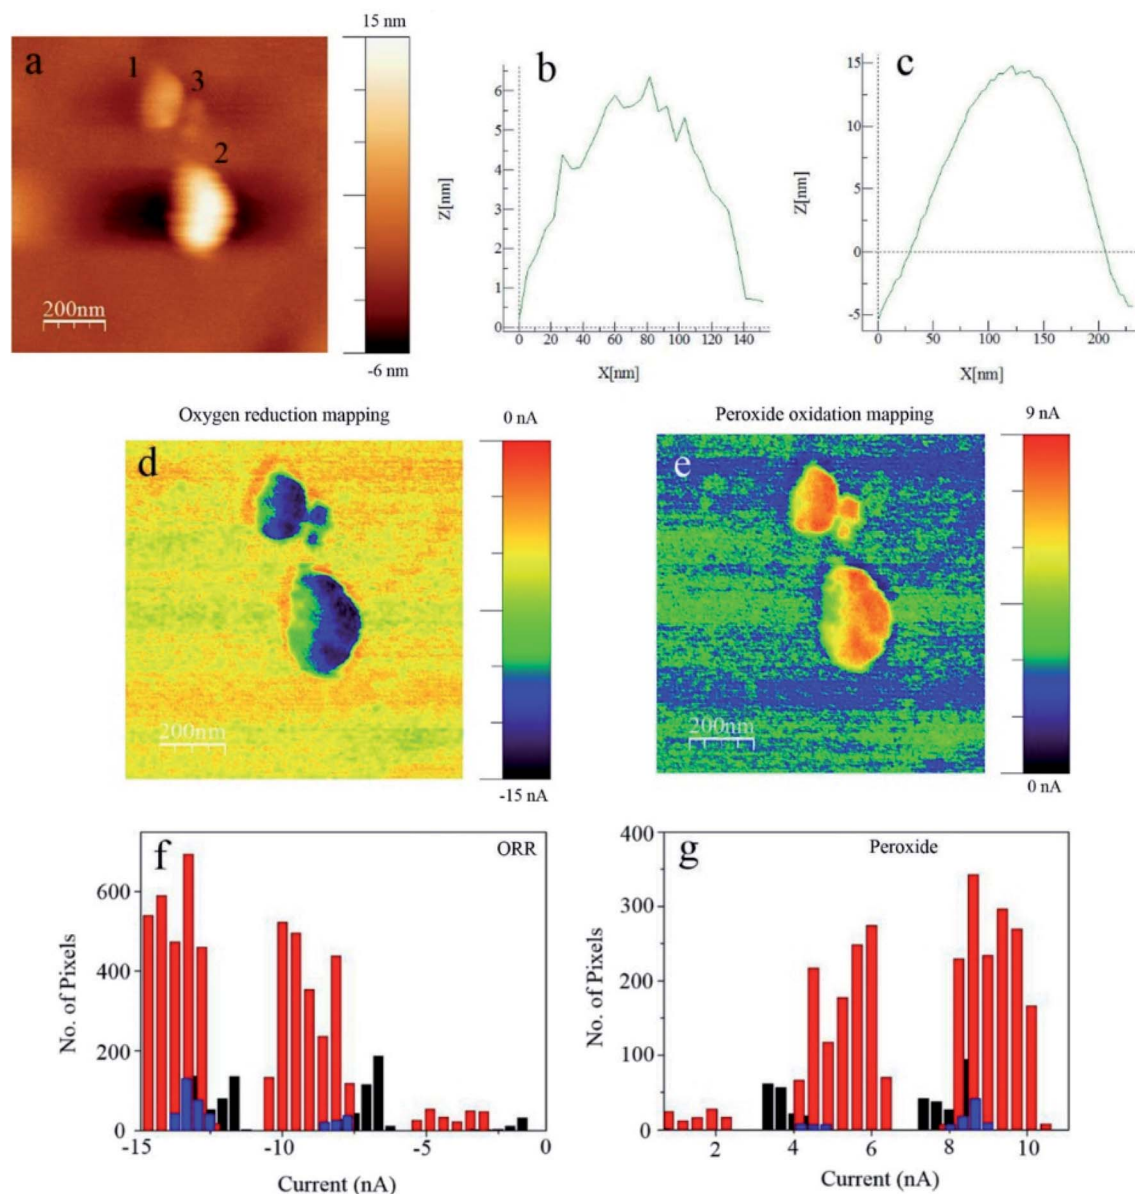 15 nm
a
1
3
2
200nm
-6 nm
b
Z[nm]
6
5
4
3
2
1
0
0 20 40 60 80 100 120 140
X[nm]
c
Z[nm]
15
10
5
0
-5
0 50 100 150 200
X[nm]
Oxygen reduction mapping
0 nA
d
200nm
-15 nA
Peroxide oxidation mapping
9 nA
e
200nm
0 nA
f
ORR
No. of Pixels
600
400
200
0
-15 -10 -5 0
Current (nA)
g
Peroxide
No. of Pixels
400
300
200
100
0
2 4 6 8 10
Current (nA)